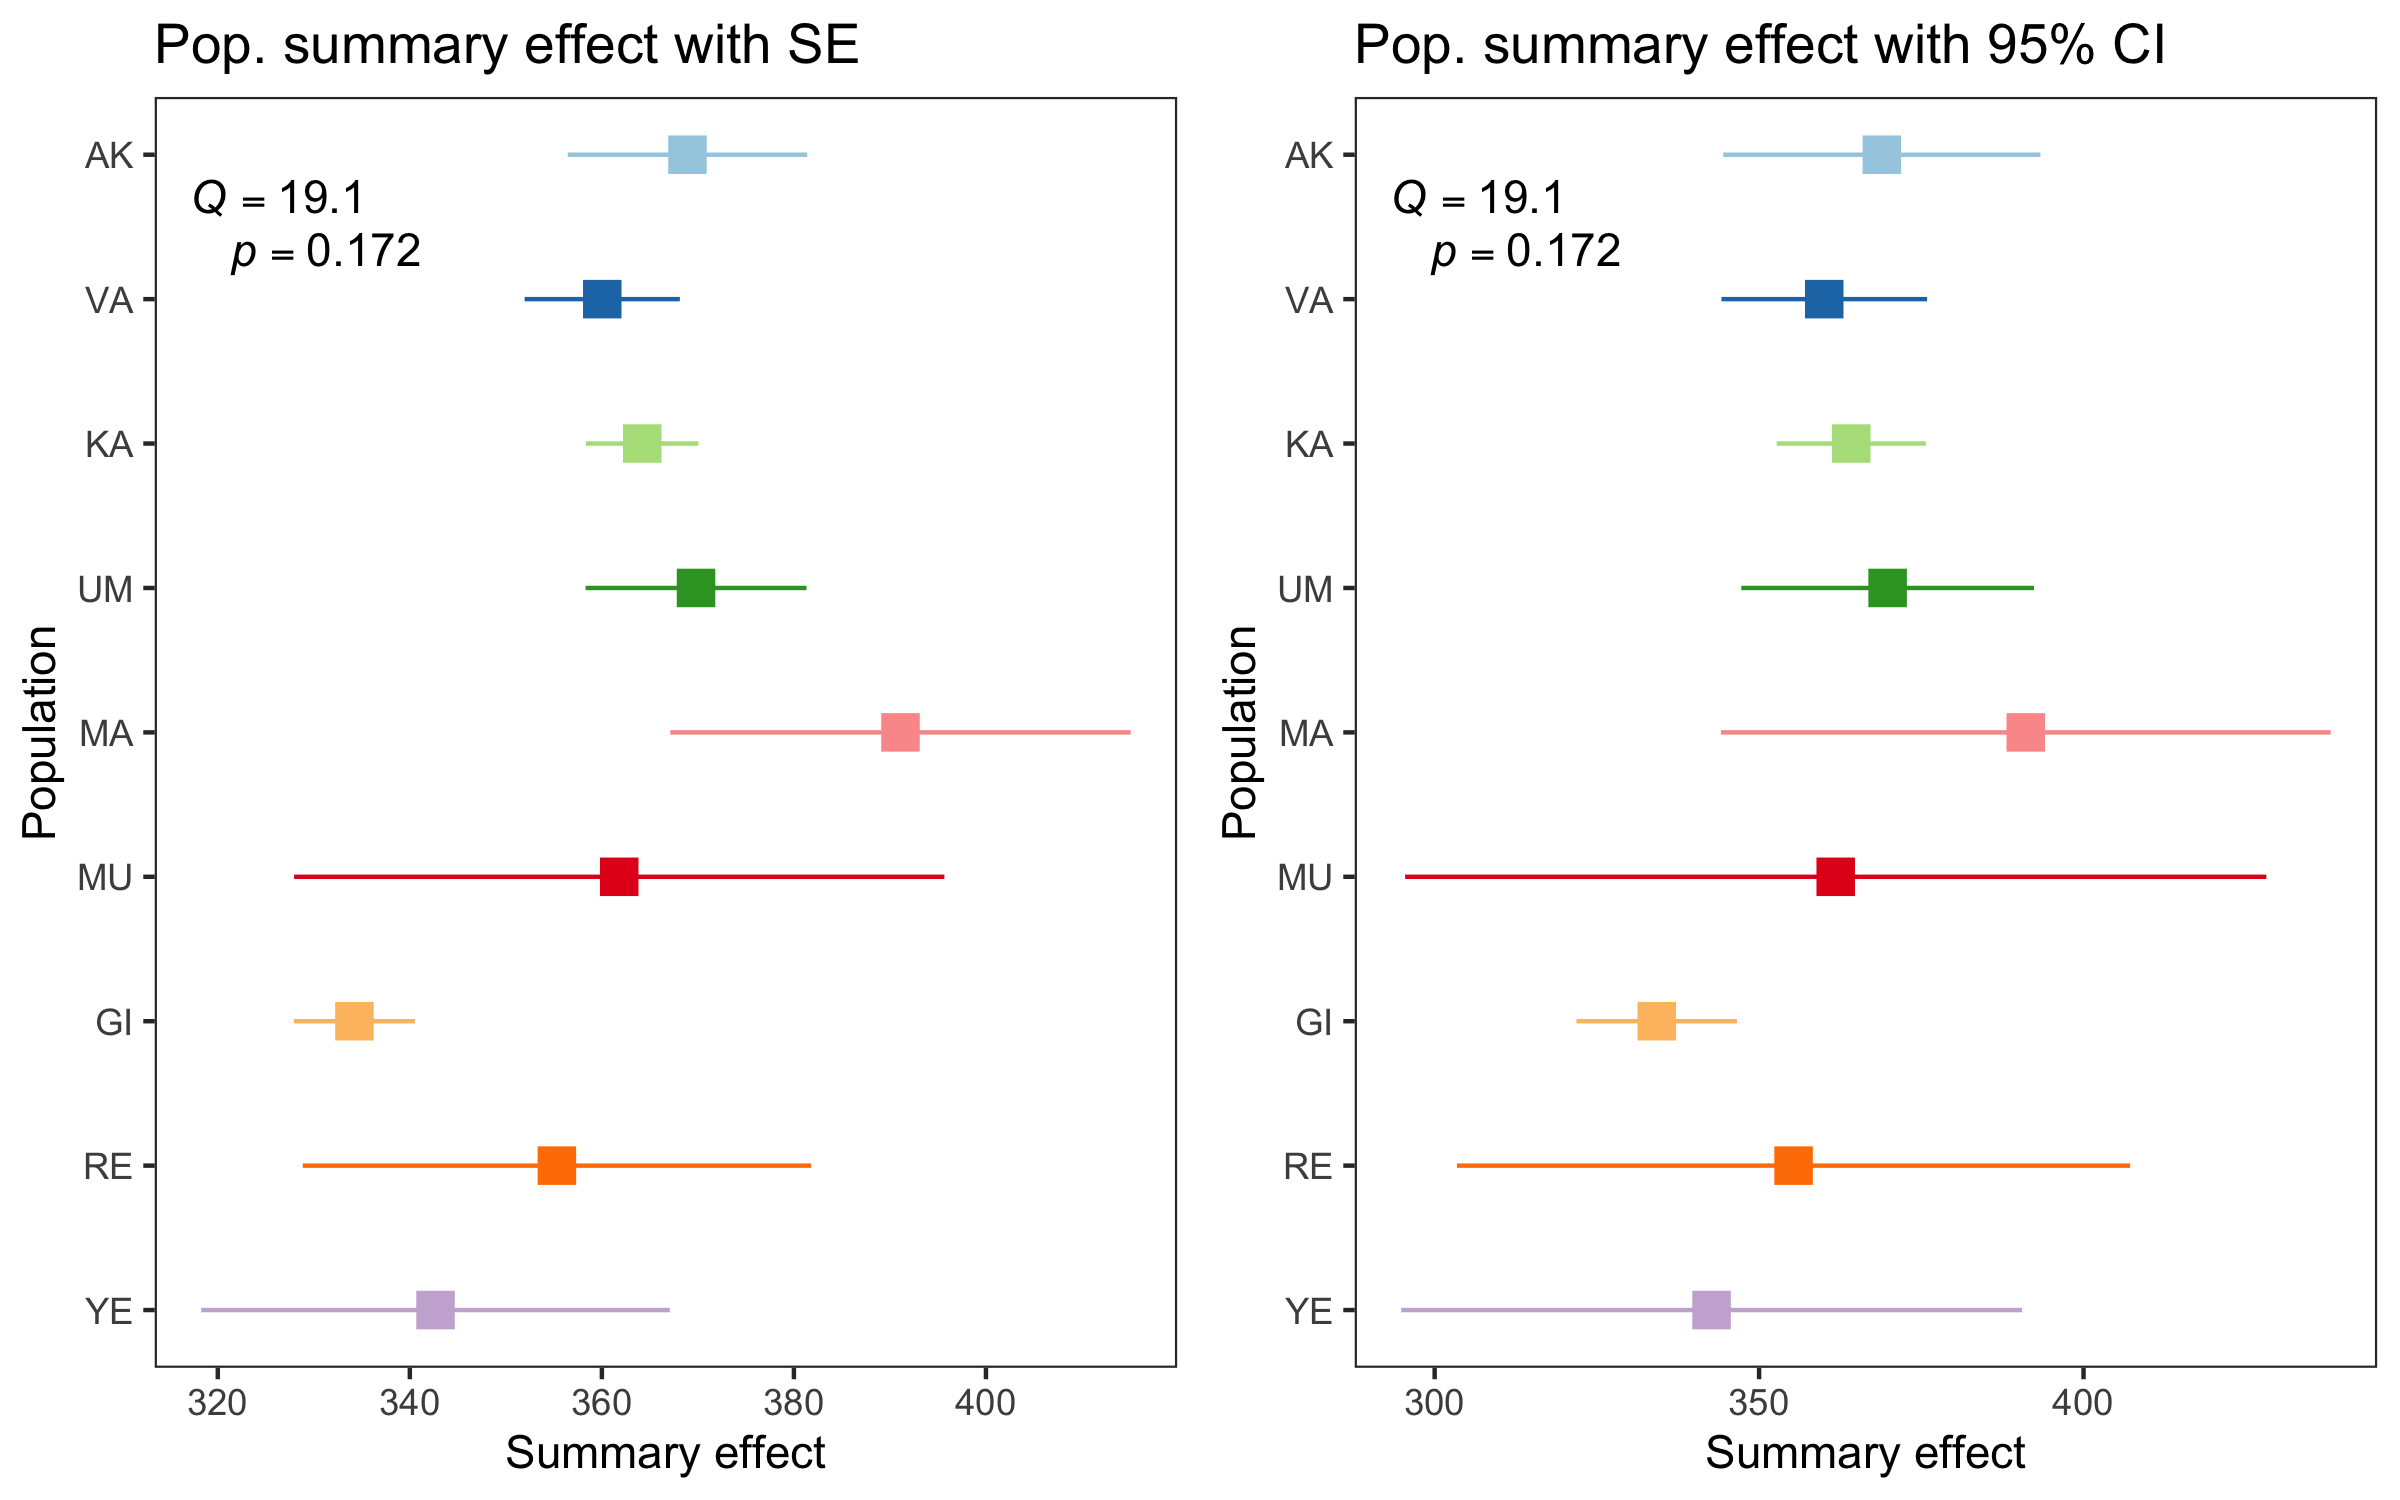 Pop. summary effect with SE
AK
Q = 19.1
p = 0.172
VA
KA
UM
MA
MU
GI
RE
YE
Population
320 340 360 380 400
Summary effect
Pop. summary effect with 95% CI
AK
Q = 19.1
p = 0.172
VA
KA
UM
MA
MU
GI
RE
YE
Population
300 350 400
Summary effect